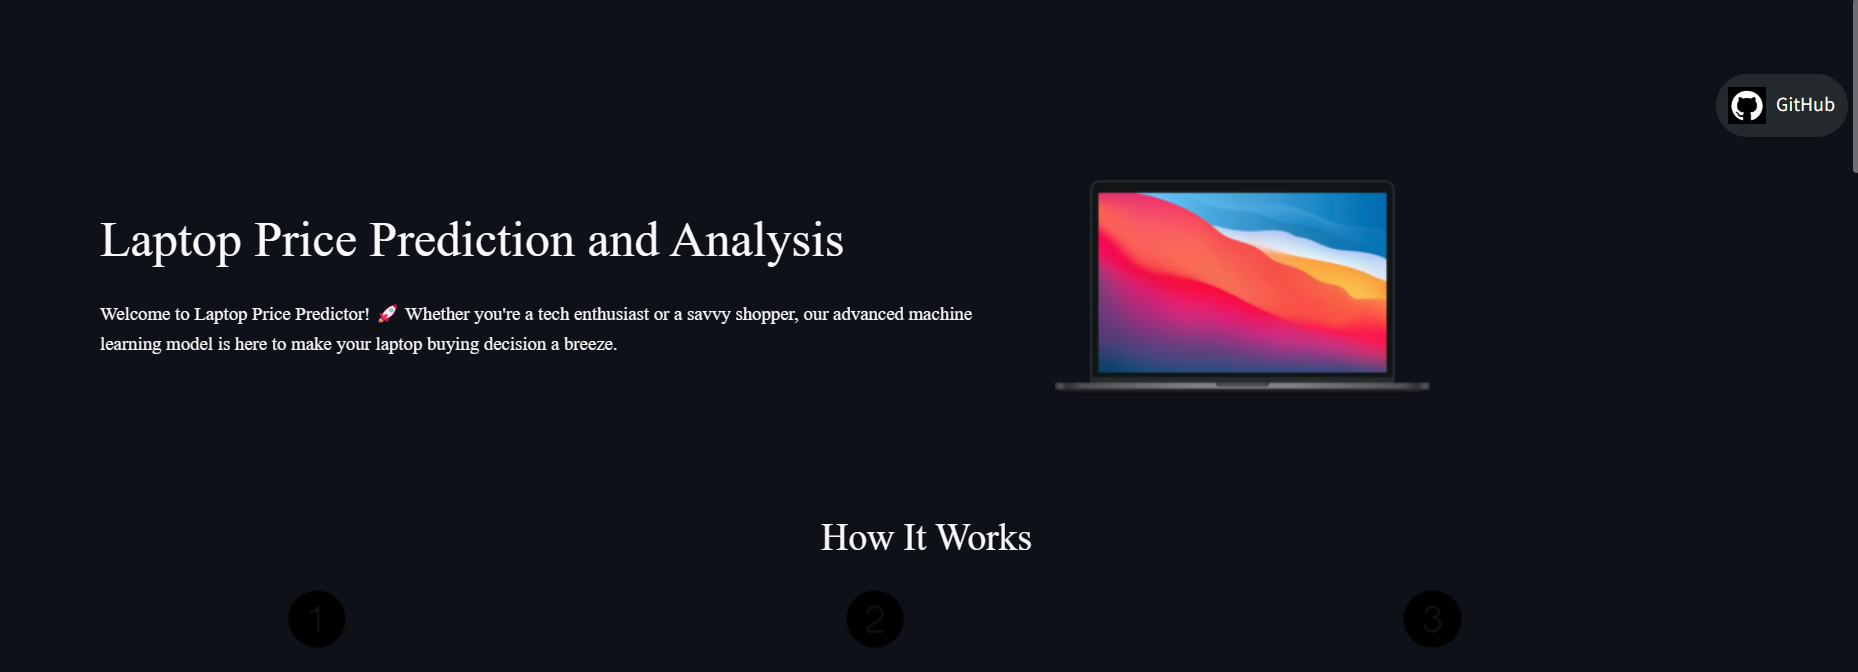 GitHub
Laptop Price Prediction and Analysis
Welcome to Laptop Price Predictor! 🚀 Whether you're a tech enthusiast or a savvy shopper, our advanced machine
learning model is here to make your laptop buying decision a breeze.
How It Works
1 2 3